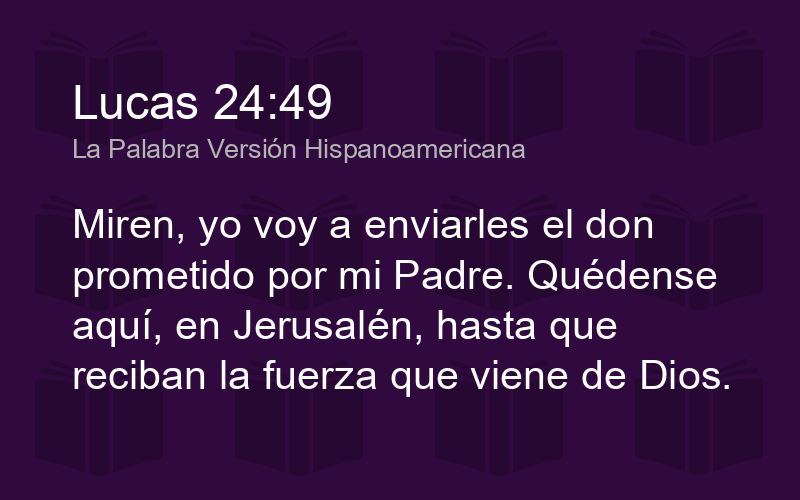 Lucas 24:49
La Palabra Versión Hispanoamericana
Miren, yo voy a enviarles el don
prometido por mi Padre. Quédense
aquí, en Jerusalén, hasta que
reciban la fuerza que viene de Dios.